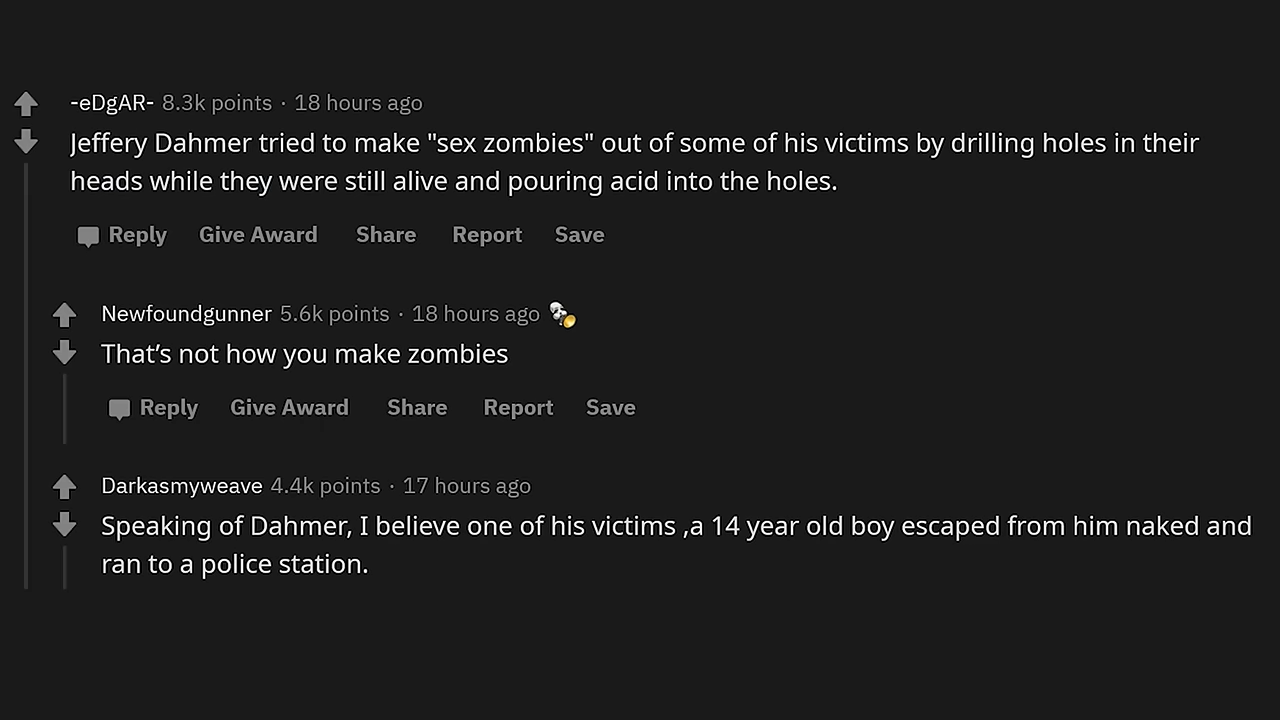 -eDgAR- 8.3k points · 18 hours ago
Jeffery Dahmer tried to make "sex zombies" out of some of his victims by drilling holes in their
heads while they were still alive and pouring acid into the holes.
Reply Give Award Share Report Save
Newfoundgunner 5.6k points · 18 hours ago
That’s not how you make zombies
Reply Give Award Share Report Save
Darkasmyweave 4.4k points · 17 hours ago
Speaking of Dahmer, I believe one of his victims ,a 14 year old boy escaped from him naked and
ran to a police station.